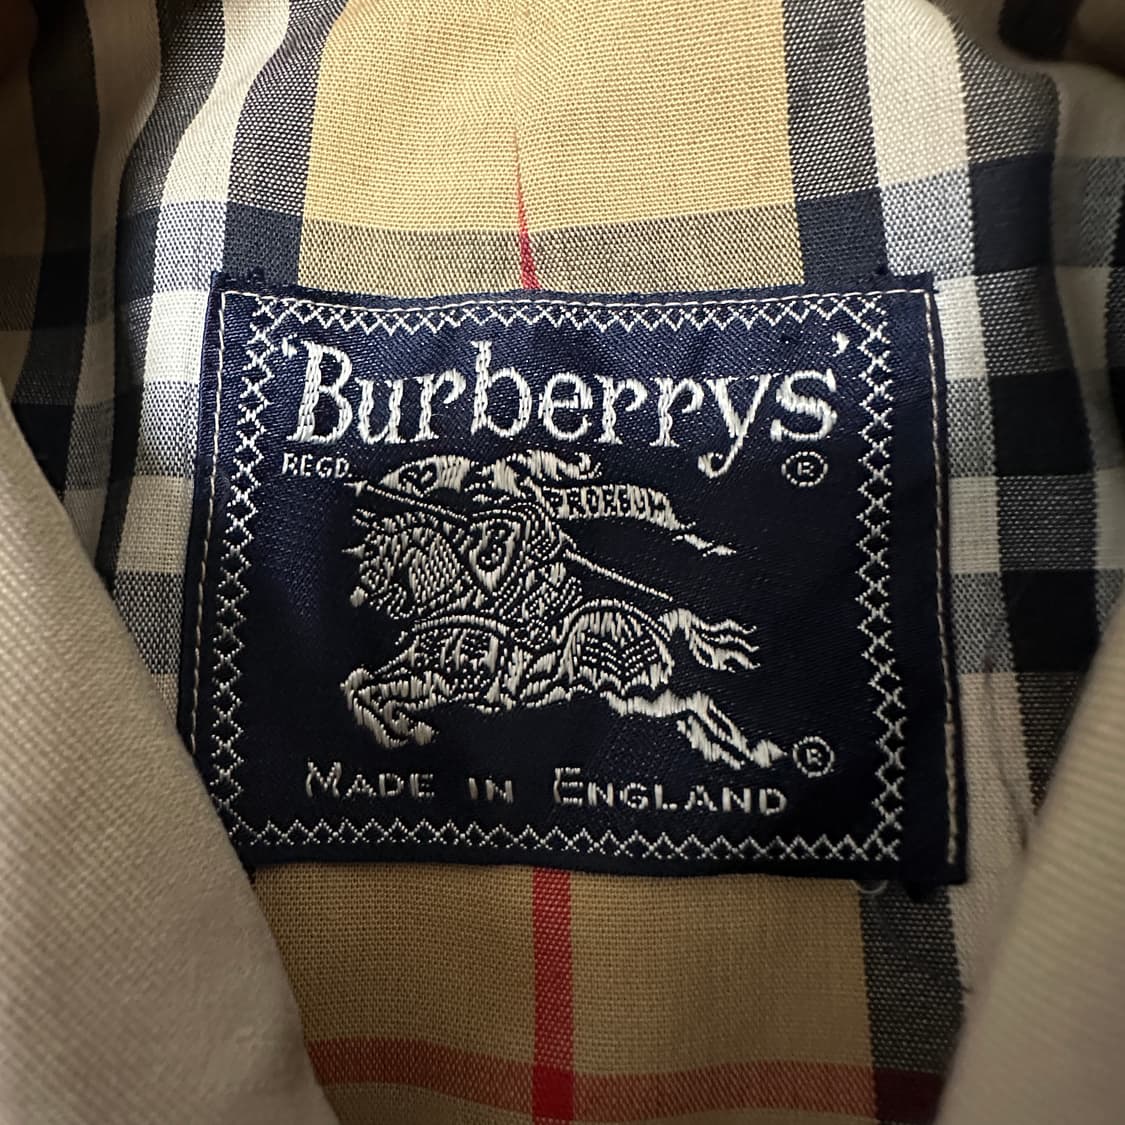 'Burberrys'
REGD. ®
PRORSUM
®
MADE IN ENGLAND